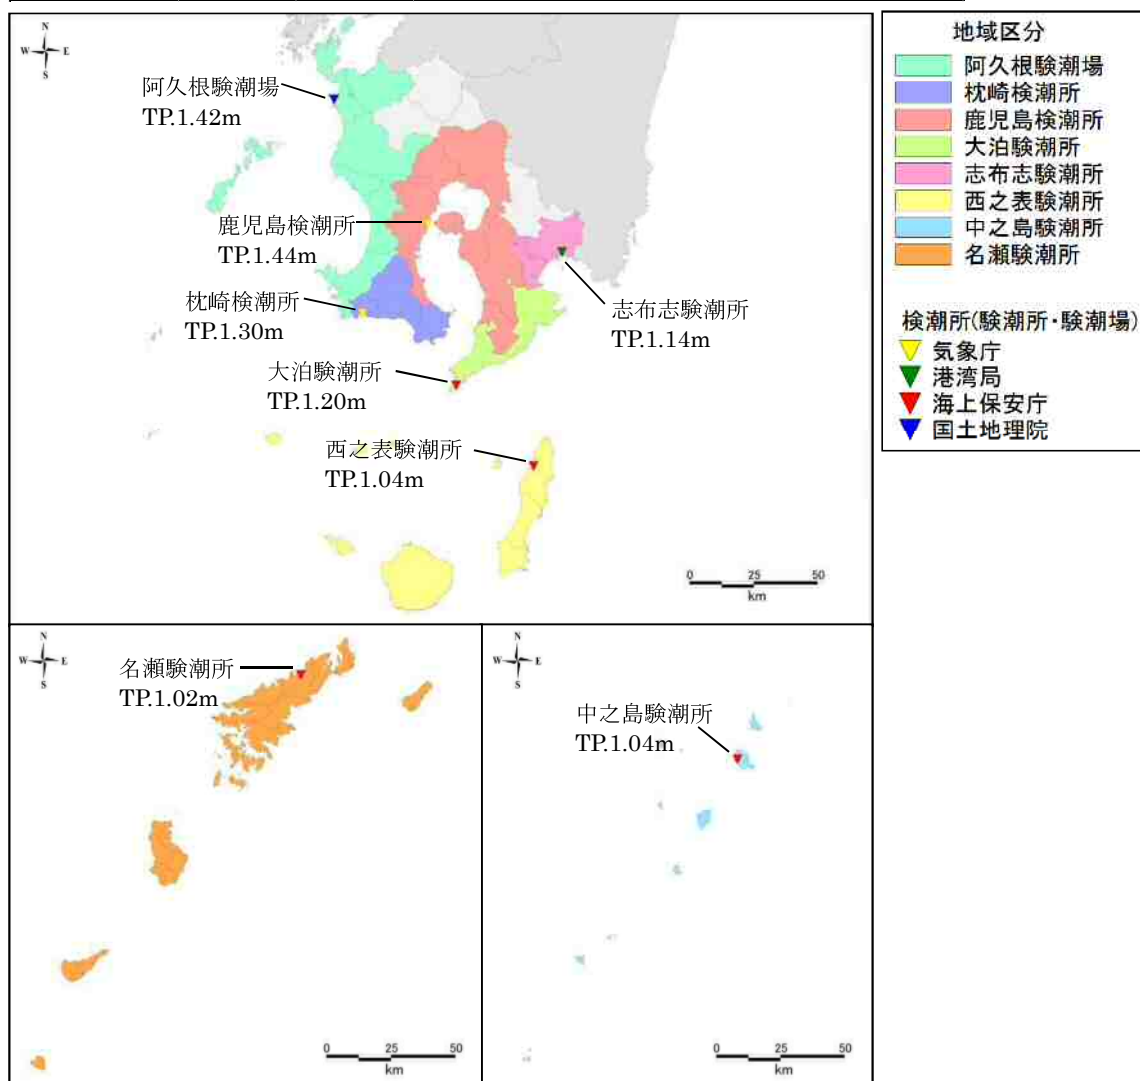 N
W E
S
阿久根験潮場
TP.1.42m
鹿児島検潮所
TP.1.44m
枕崎検潮所
TP.1.30m
志布志験潮所
TP.1.14m
大泊験潮所
TP.1.20m
西之表験潮所
TP.1.04m
0 25 50
km
地域区分
阿久根験潮場
枕崎検潮所
鹿児島検潮所
大泊験潮所
志布志験潮所
西之表験潮所
中之島験潮所
名瀬験潮所
検潮所(験潮所・験潮場)
気象庁
港湾局
海上保安庁
国土地理院
N
W E
S
名瀬験潮所
TP.1.02m
0 25 50
km
N
W E
S
中之島験潮所
TP.1.04m
0 25 50
km